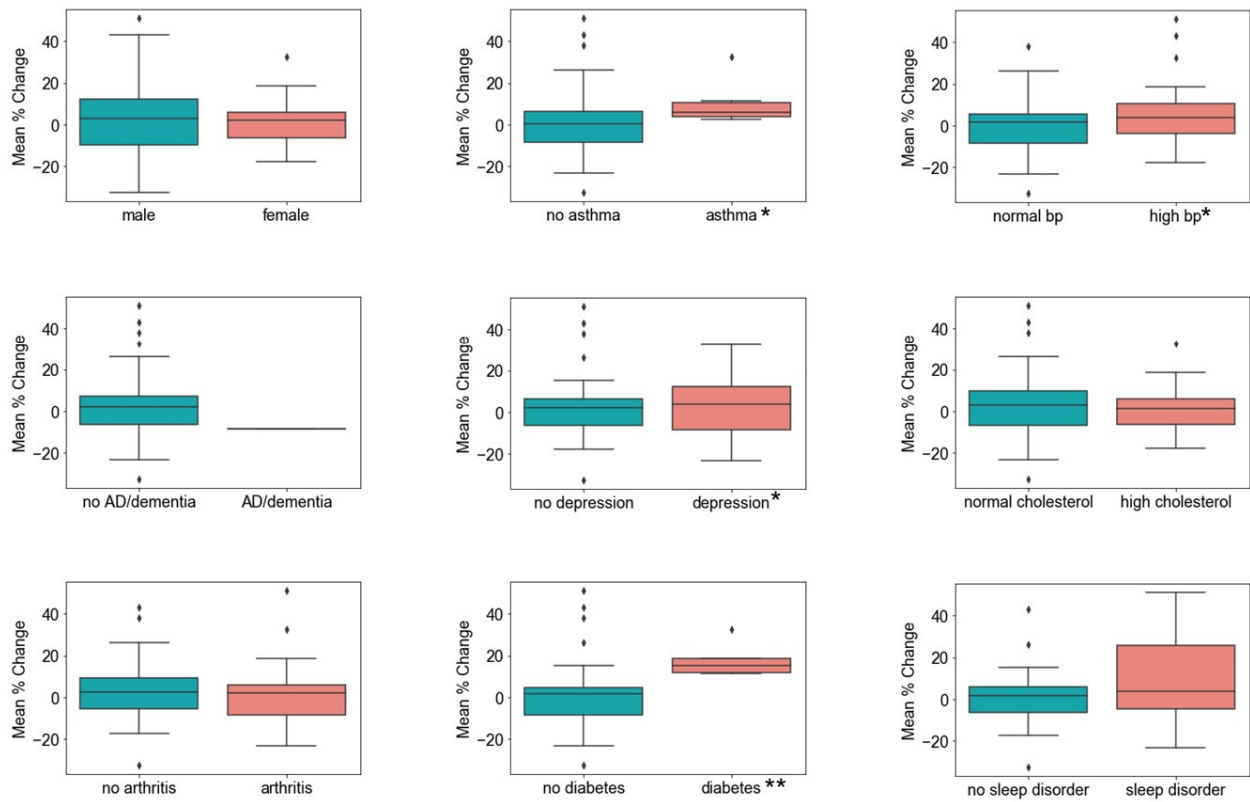 Mean % Change
40
20
0
−20
male female
Mean % Change
40
20
0
−20
no asthma asthma *
Mean % Change
40
20
0
−20
normal bp high bp*
Mean % Change
40
20
0
−20
no AD/dementia AD/dementia
Mean % Change
40
20
0
−20
no depression depression*
Mean % Change
40
20
0
−20
normal cholesterol high cholesterol
Mean % Change
40
20
0
−20
no arthritis arthritis
Mean % Change
40
20
0
−20
no diabetes diabetes **
Mean % Change
40
20
0
−20
no sleep disorder sleep disorder